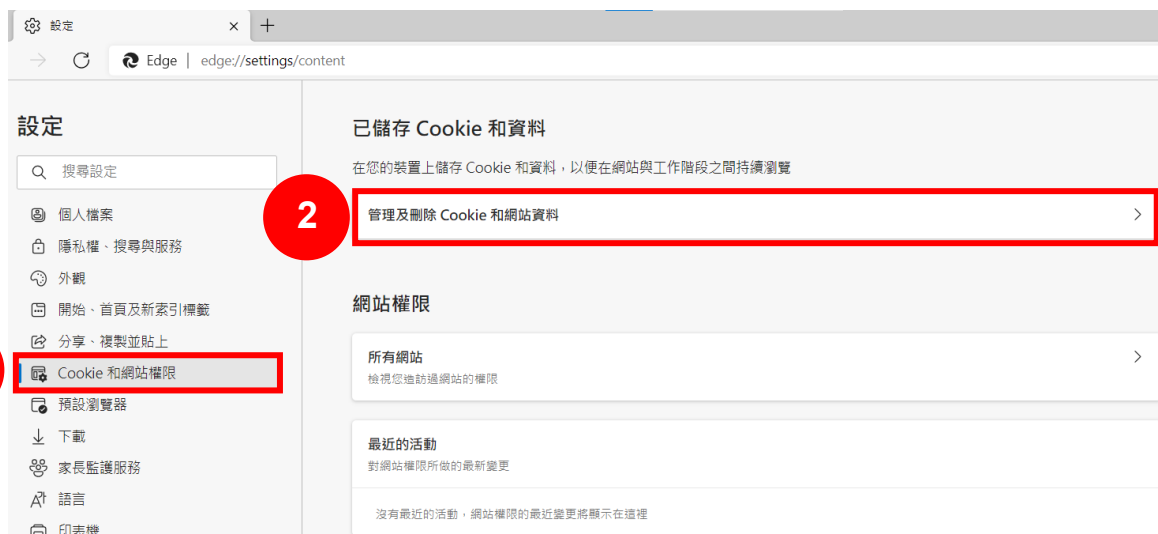 設定
Edge | edge://settings/content
設定
搜尋設定
個人檔案
隱私權、搜尋與服務
外觀
開始、首頁及新索引標籤
分享、複製並貼上
Cookie 和網站權限
預設瀏覽器
下載
家長監護服務
語言
印表機
已儲存 Cookie 和資料
在您的裝置上儲存 Cookie 和資料，以便在網站與工作階段之間持續瀏覽
2
管理及刪除 Cookie 和網站資料
網站權限
所有網站
檢視您造訪過網站的權限
最近的活動
對網站權限所做的最新變更
沒有最近的活動，網站權限的最近變更將顯示在這裡